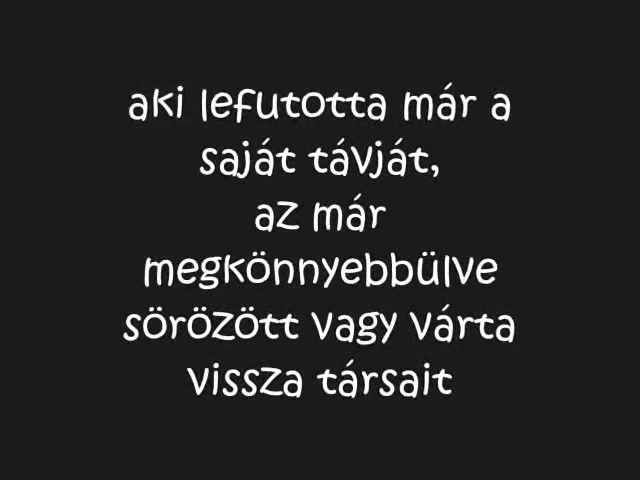 aki lefutotta már a
saját távját,
az már
megkönnyebbülve
sörözött vagy várta
vissza társait